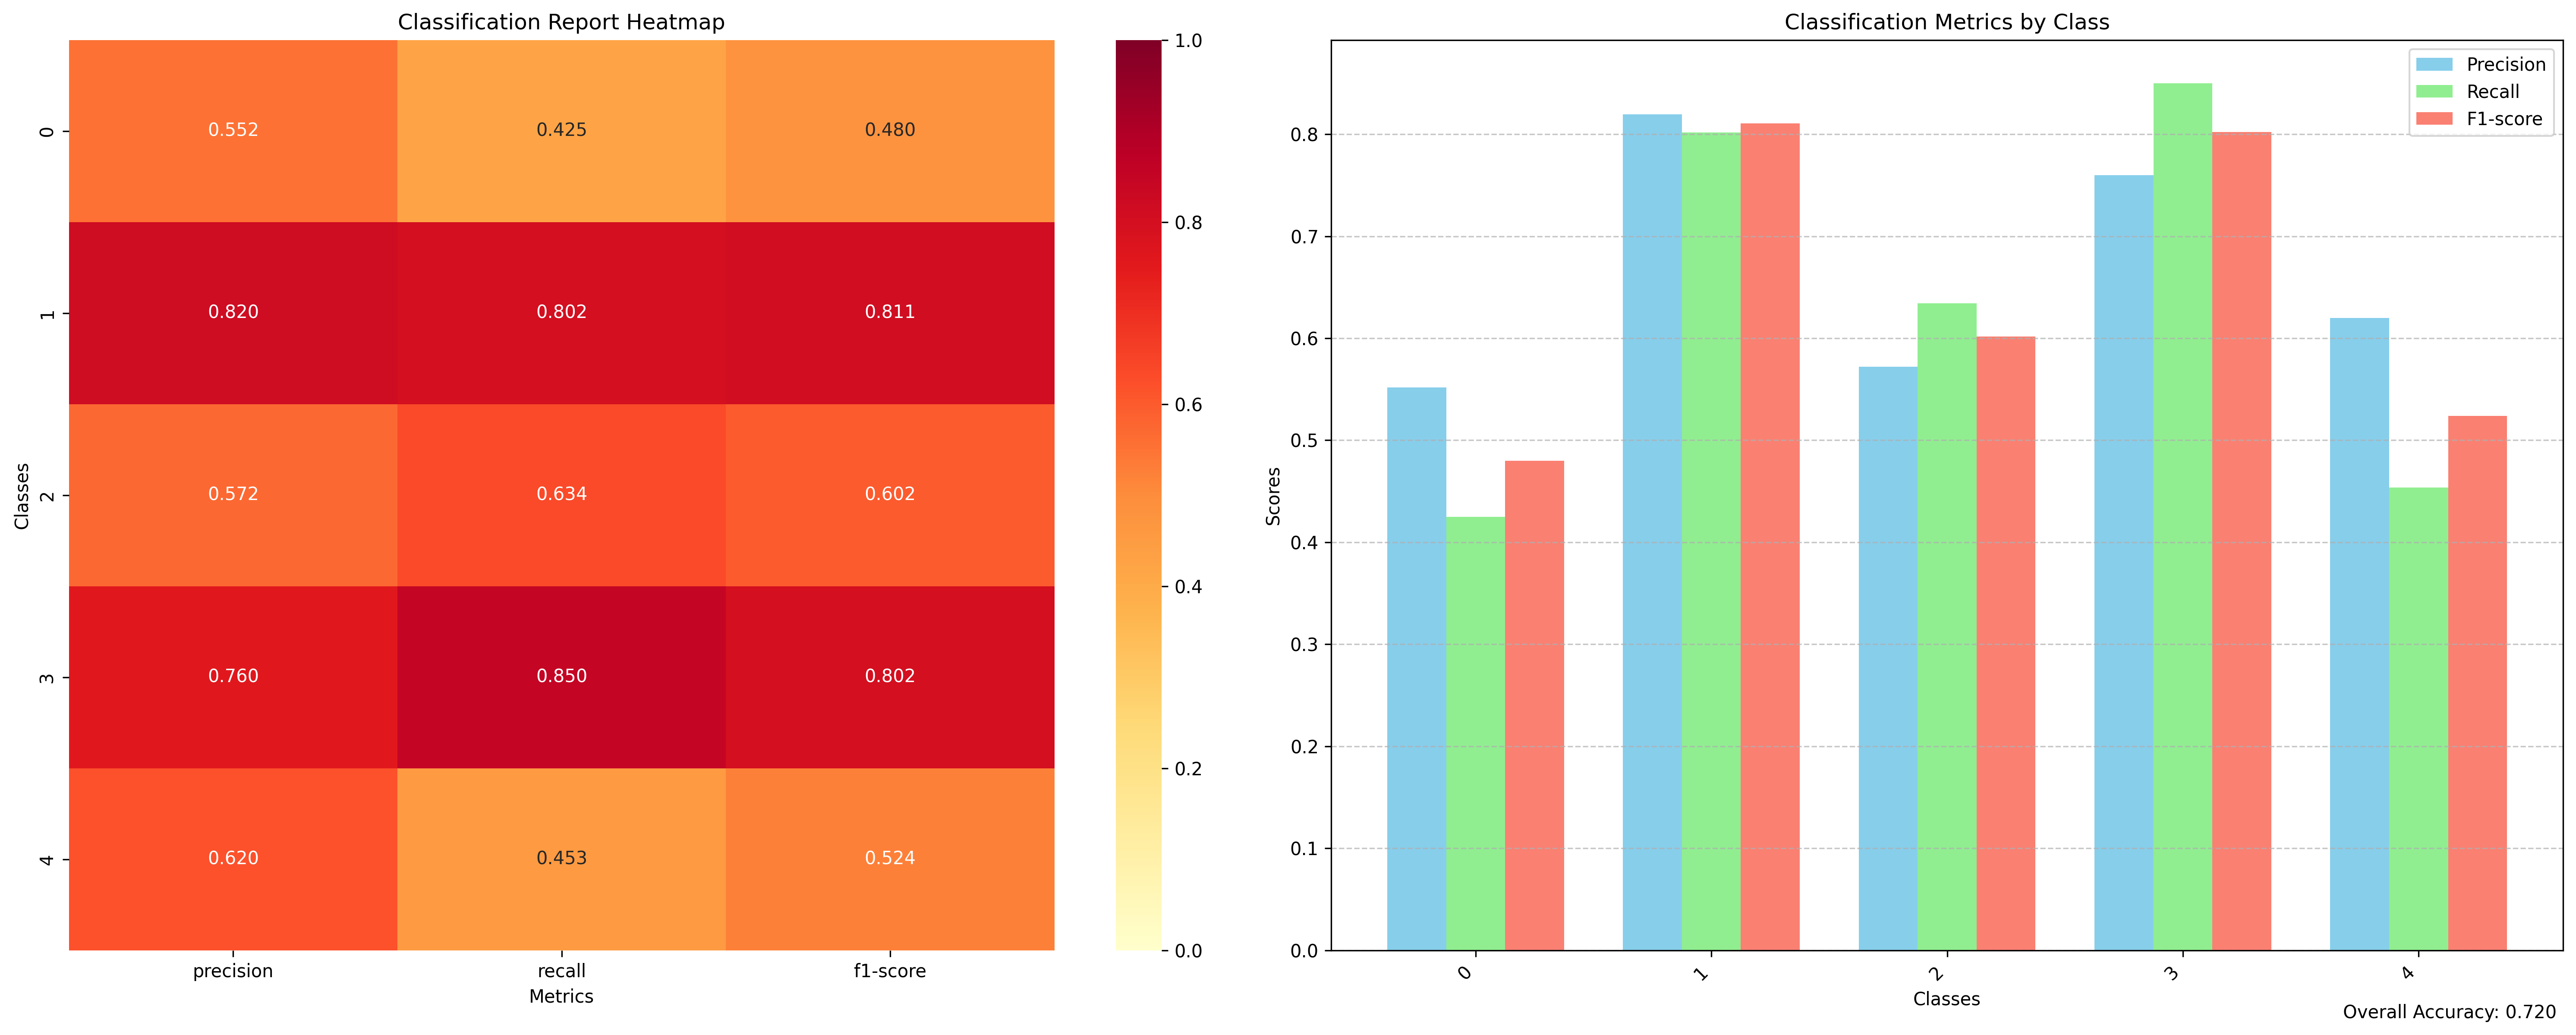 Classification Report Heatmap
Classes
0
1
2
3
4
0.552 0.425 0.480
0.820 0.802 0.811
0.572 0.634 0.602
0.760 0.850 0.802
0.620 0.453 0.524
precision recall f1-score
Metrics
1.0
0.8
0.6
0.4
0.2
0.0
Classification Metrics by Class
Scores
0.8
0.7
0.6
0.5
0.4
0.3
0.2
0.1
0.0
Precision
Recall
F1-score
0 1 2 3 4
Classes
Overall Accuracy: 0.720